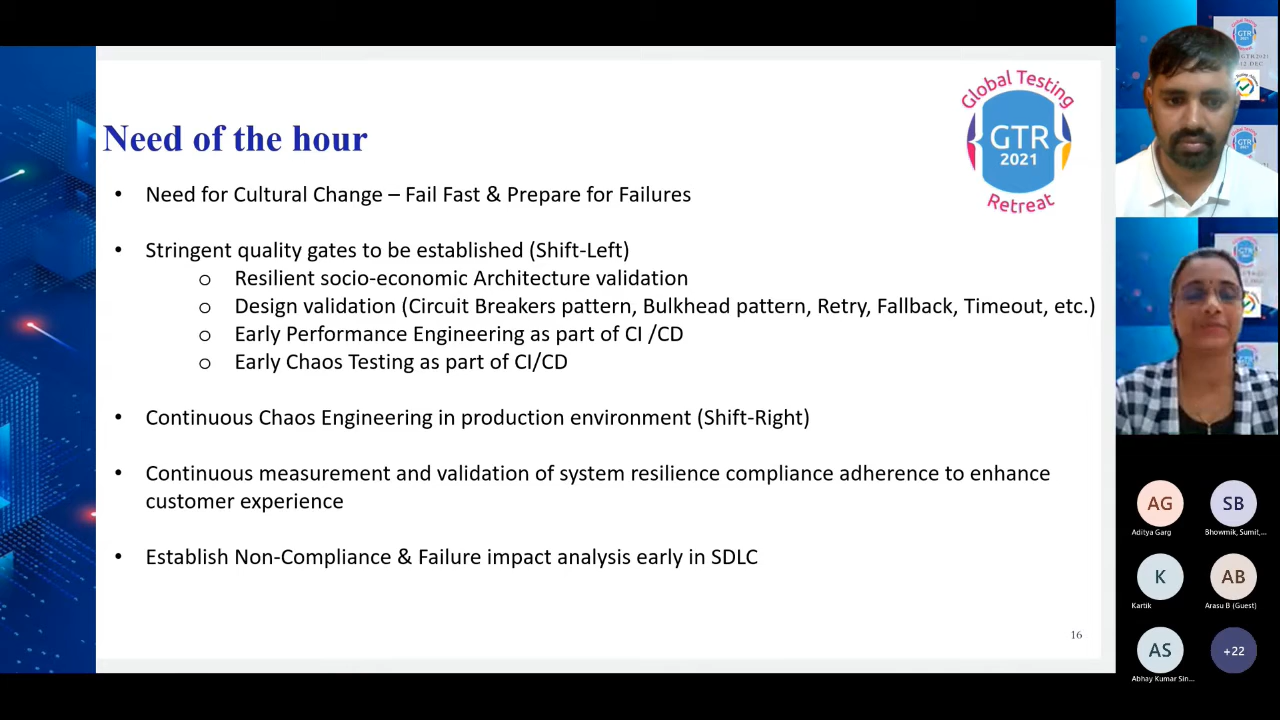 Need of the hour
• Need for Cultural Change – Fail Fast & Prepare for Failures
• Stringent quality gates to be established (Shift-Left)
o Resilient socio-economic Architecture validation
o Design validation (Circuit Breakers pattern, Bulkhead pattern, Retry, Fallback, Timeout, etc.)
o Early Performance Engineering as part of CI /CD
o Early Chaos Testing as part of CI/CD
• Continuous Chaos Engineering in production environment (Shift-Right)
• Continuous measurement and validation of system resilience compliance adherence to enhance
customer experience
• Establish Non-Compliance & Failure impact analysis early in SDLC
16
Global Testing
GTR
2021
Retreat
AG
Aditya Garg
SB
Bhowmik, Sumit,...
K
Kartik
AB
Arasu B (Guest)
AS
Abhay Kumar Sin...
+22